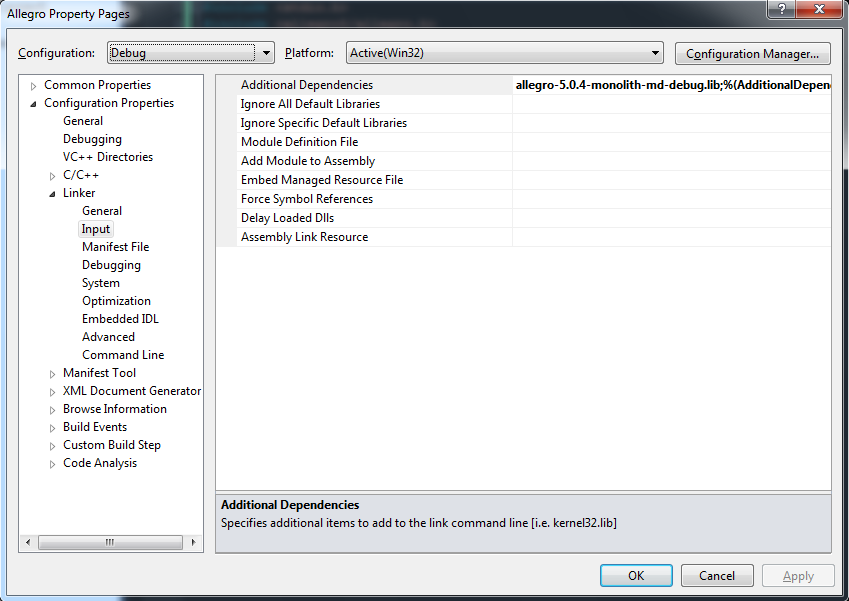 Allegro Property Pages
?
Configuration: Debug Platform: Active(Win32) Configuration Manager...
Common Properties
Configuration Properties
General
Debugging
VC++ Directories
C/C++
Linker
General
Input
Manifest File
Debugging
System
Optimization
Embedded IDL
Advanced
Command Line
Manifest Tool
XML Document Generator
Browse Information
Build Events
Custom Build Step
Code Analysis
Additional Dependencies allegro-5.0.4-monolith-md-debug.lib;%(AdditionalDepen
Ignore All Default Libraries
Ignore Specific Default Libraries
Module Definition File
Add Module to Assembly
Embed Managed Resource File
Force Symbol References
Delay Loaded Dlls
Assembly Link Resource
Additional Dependencies
Specifies additional items to add to the link command line [i.e. kernel32.lib]
OK Cancel Apply